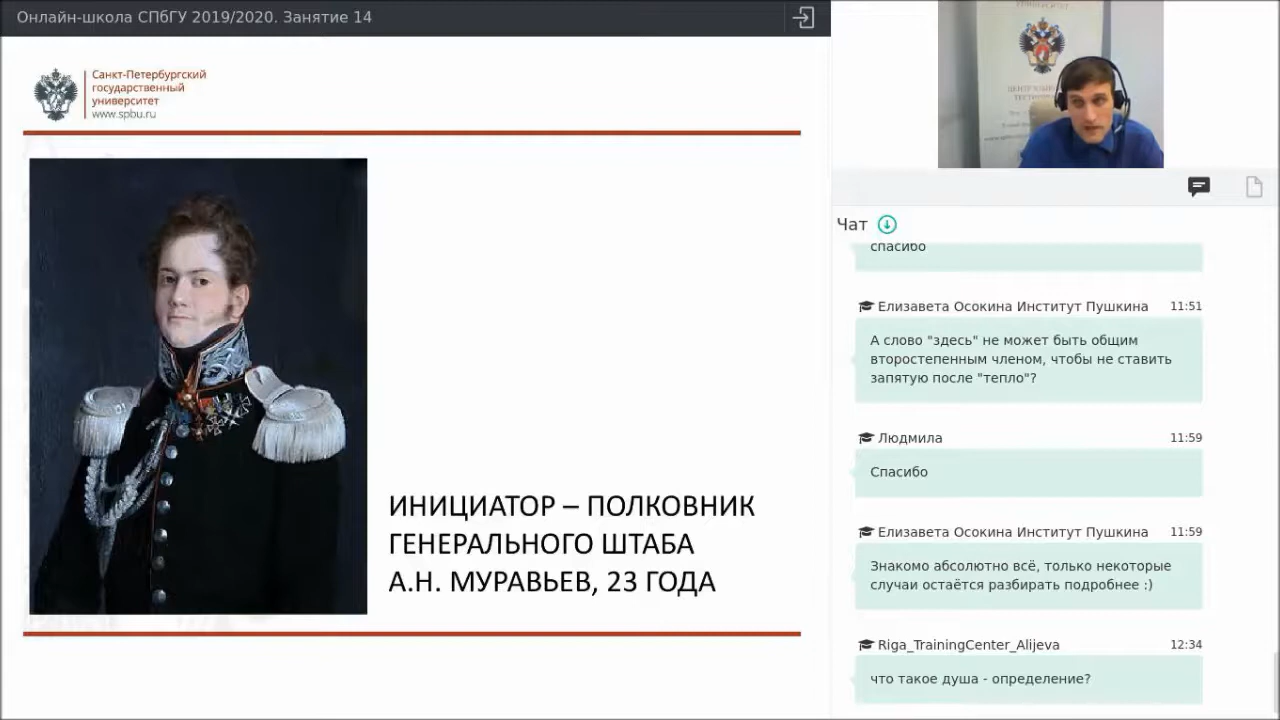 Онлайн-школа СПбГУ 2019/2020. Занятие 14
Санкт-Петербургский
государственный
университет
www.spbu.ru
ИНИЦИАТОР – ПОЛКОВНИК
ГЕНЕРАЛЬНОГО ШТАБА
А.Н. МУРАВЬЕВ, 23 ГОДА
Чат
спасибо
Елизавета Осокина Институт Пушкина 11:51
А слово "здесь" не может быть общим
второстепенным членом, чтобы не ставить
запятую после "тепло"?
Людмила 11:59
Спасибо
Елизавета Осокина Институт Пушкина 11:59
Знакомо абсолютно всё, только некоторые
случаи остаётся разбирать подробнее :)
Riga_TrainingCenter_Alijeva 12:34
что такое душа - определение?